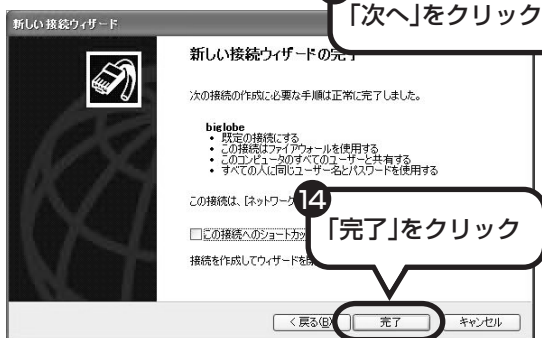 「次へ」をクリック
新しい接続ウィザード
新しい接続ウィザードの完了
次の接続の作成に必要な手順は正常に完了しました。
biglobe
• 既定の接続にする
• この接続はファイアウォールを使用する
• このコンピュータのすべてのユーザーと共有する
• すべての人に同じユーザー名とパスワードを使用する
この接続は、[ネットワーク
14
「完了」をクリック
□この接続へのショートカッ
接続を作成してウィザードを
< 戻る(B)
完了
キャンセル